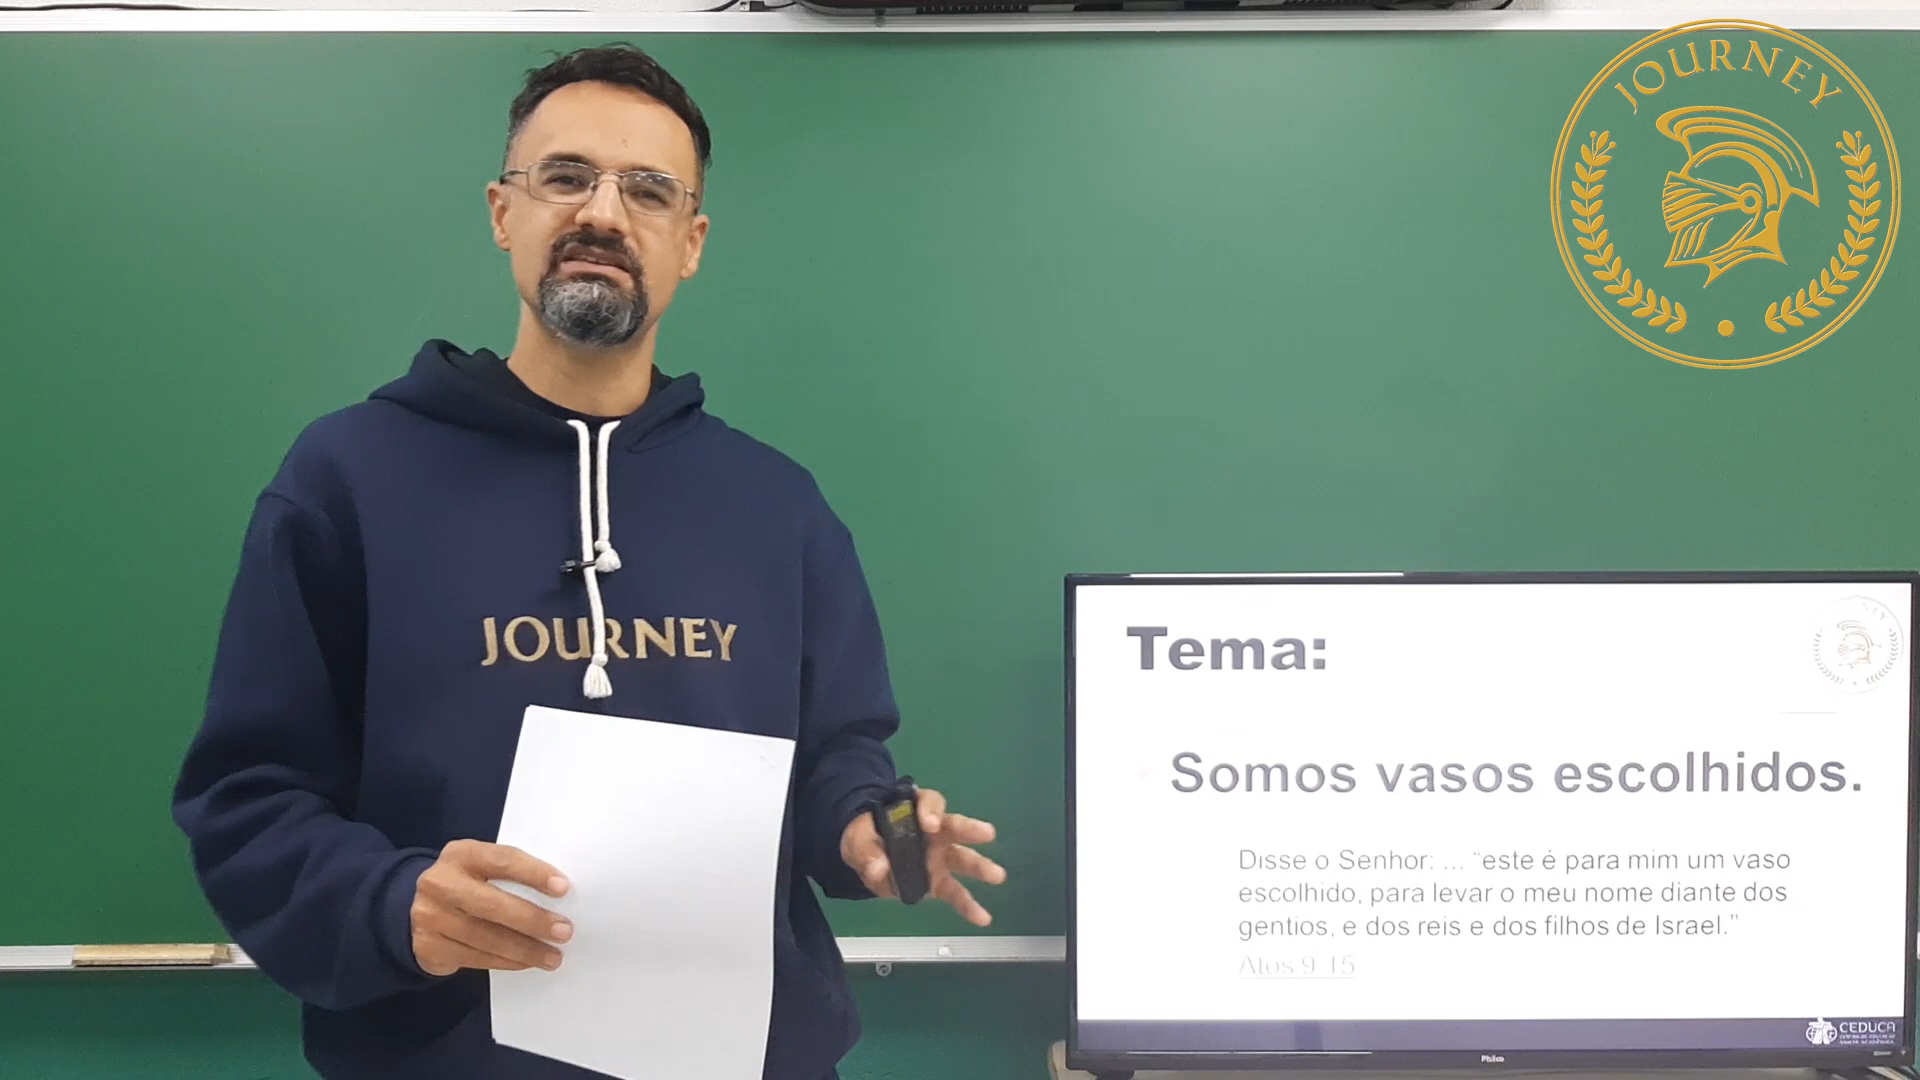 JOURNEY
JOURNEY
Tema:
Somos vasos escolhidos.
Disse o Senhor: ... “este é para mim um vaso
escolhido, para levar o meu nome diante dos
gentios, e dos reis e dos filhos de Israel.”
Atos 9 15
CEDUCA
Philco